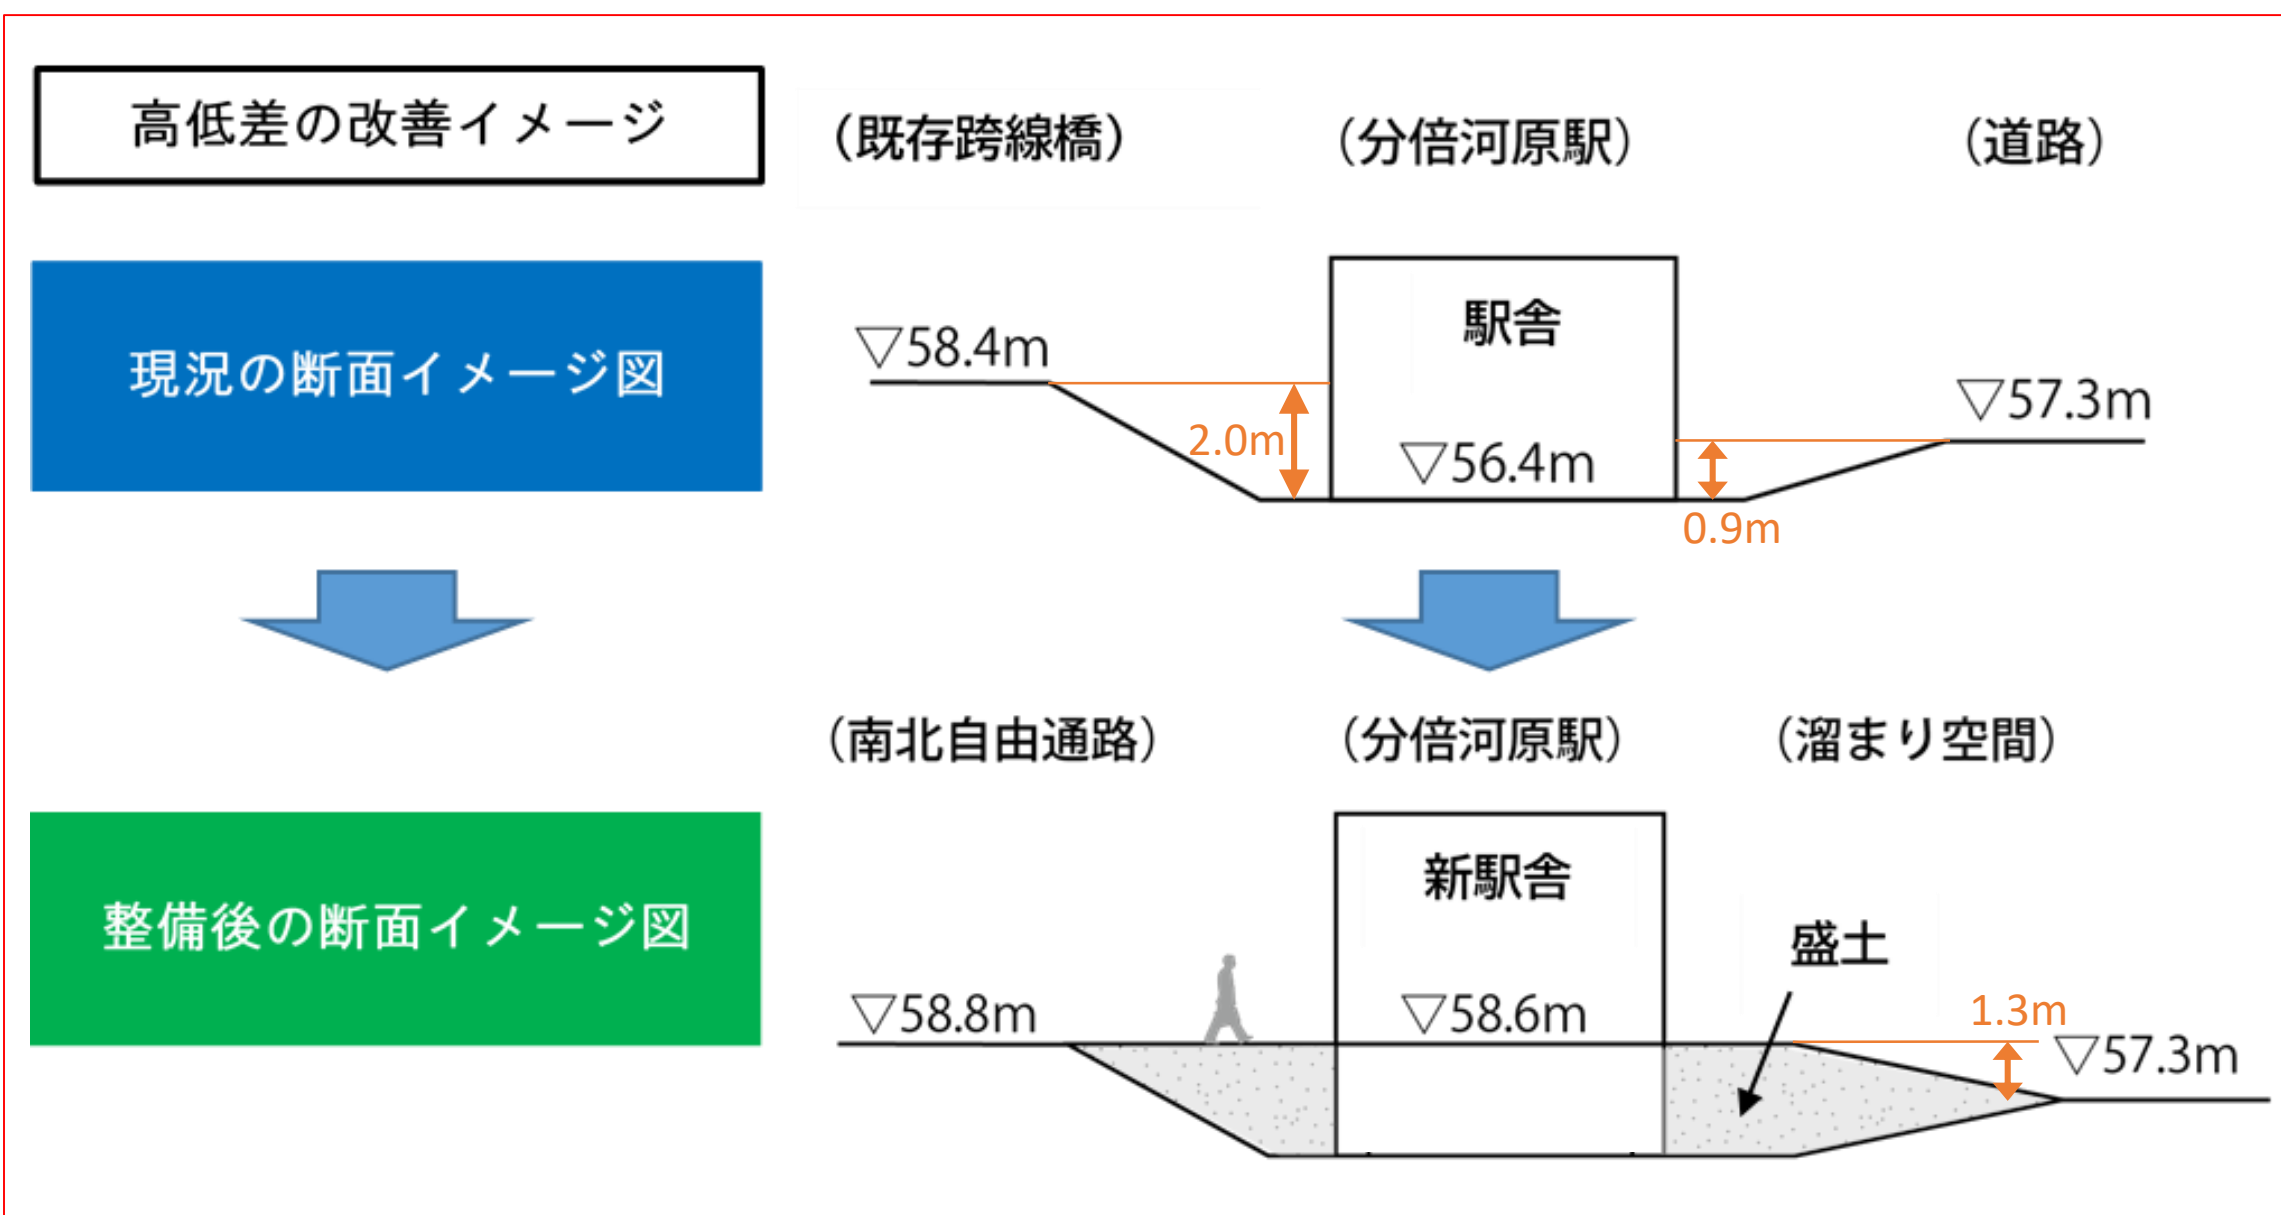 高低差の改善イメージ
（既存跨線橋）
（分倍河原駅）
（道路）
現況の断面イメージ図
駅舎
▽58.4m
▽57.3m
2.0m
▽56.4m
0.9m
（南北自由通路）
（分倍河原駅）
（溜まり空間）
整備後の断面イメージ図
新駅舎
盛土
▽58.8m
▽58.6m
1.3m
▽57.3m